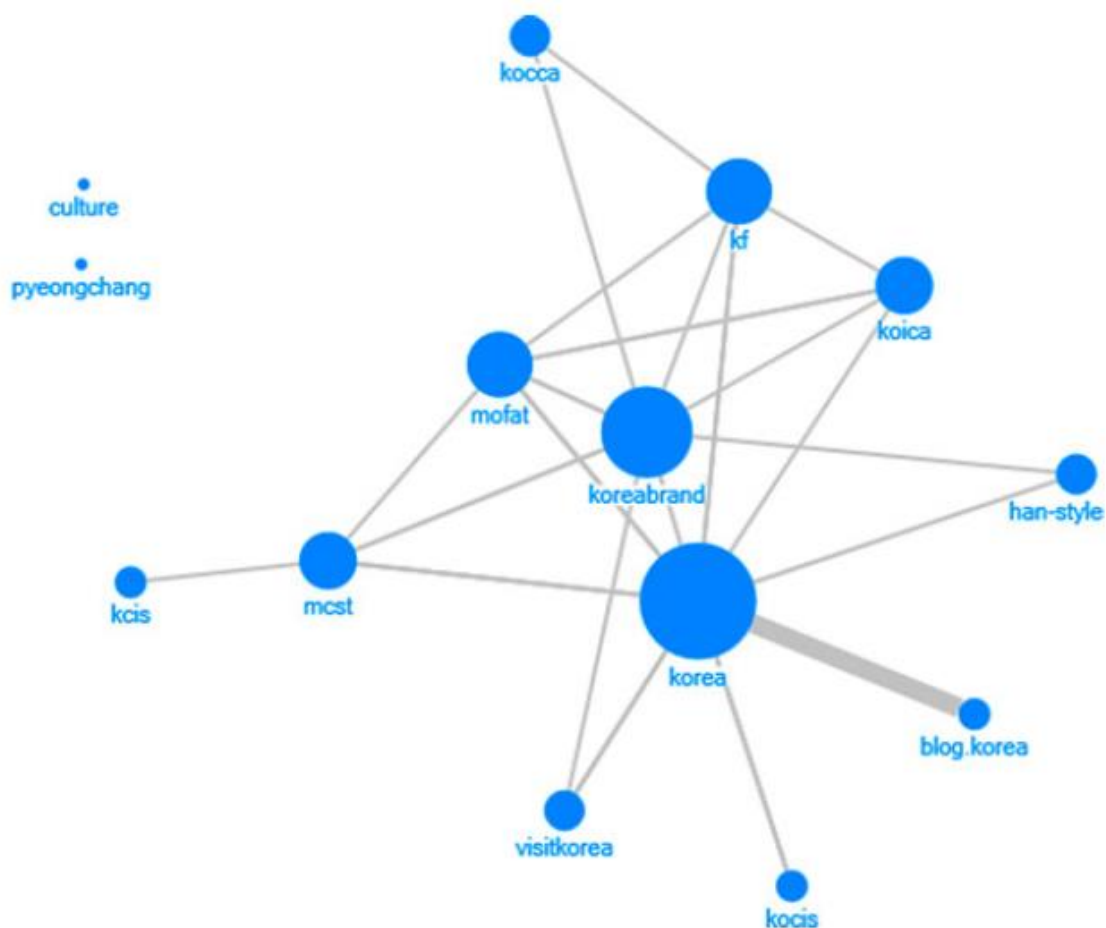 kocca
culture
kf
pyeongchang
koica
mofat
koreabrand
han-style
mcst
kcis
korea
blog.korea
visitkorea
kocis